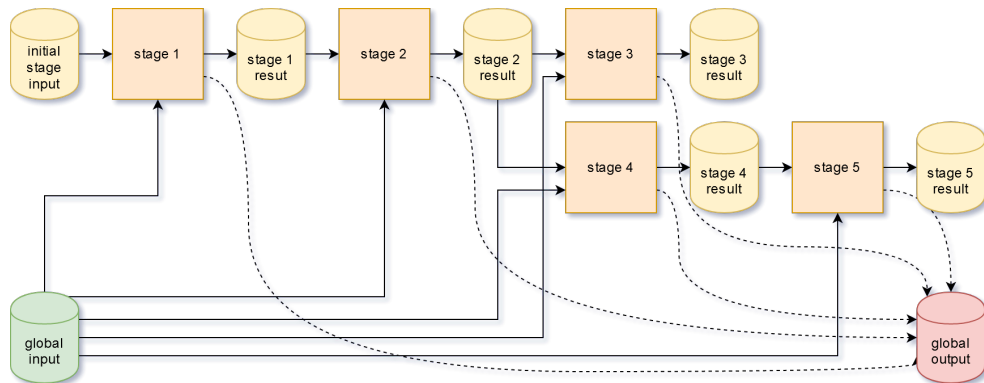 initial
stage
input
stage 1
stage 1
resut
stage 2
stage 2
result
stage 3
stage 3
result
stage 4
stage 4
result
stage 5
stage 5
result
global
input
global
output